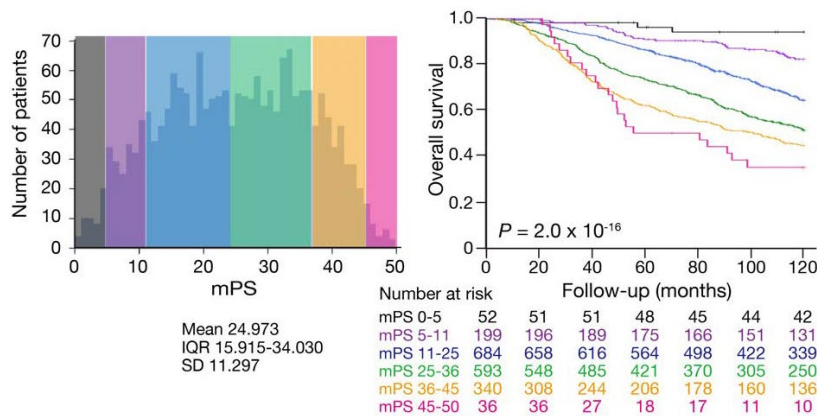 70
60
50
40
30
20
10
0
Number of patients
0 10 20 30 40 50
mPS
Mean 24.973
IQR 15.915-34.030
SD 11.297
1.0
0.8
0.6
0.4
0.2
0
Overall survival
P = 2.0 x 10-16
0 20 40 60 80 100 120
Follow-up (months)
Number at risk
mPS 0-5 52 51 51 48 45 44 42
mPS 5-11 199 196 189 175 166 151 131
mPS 11-25 684 658 616 564 498 422 339
mPS 25-36 593 548 485 421 370 305 250
mPS 36-45 340 308 244 206 178 160 136
mPS 45-50 36 36 27 18 17 11 10